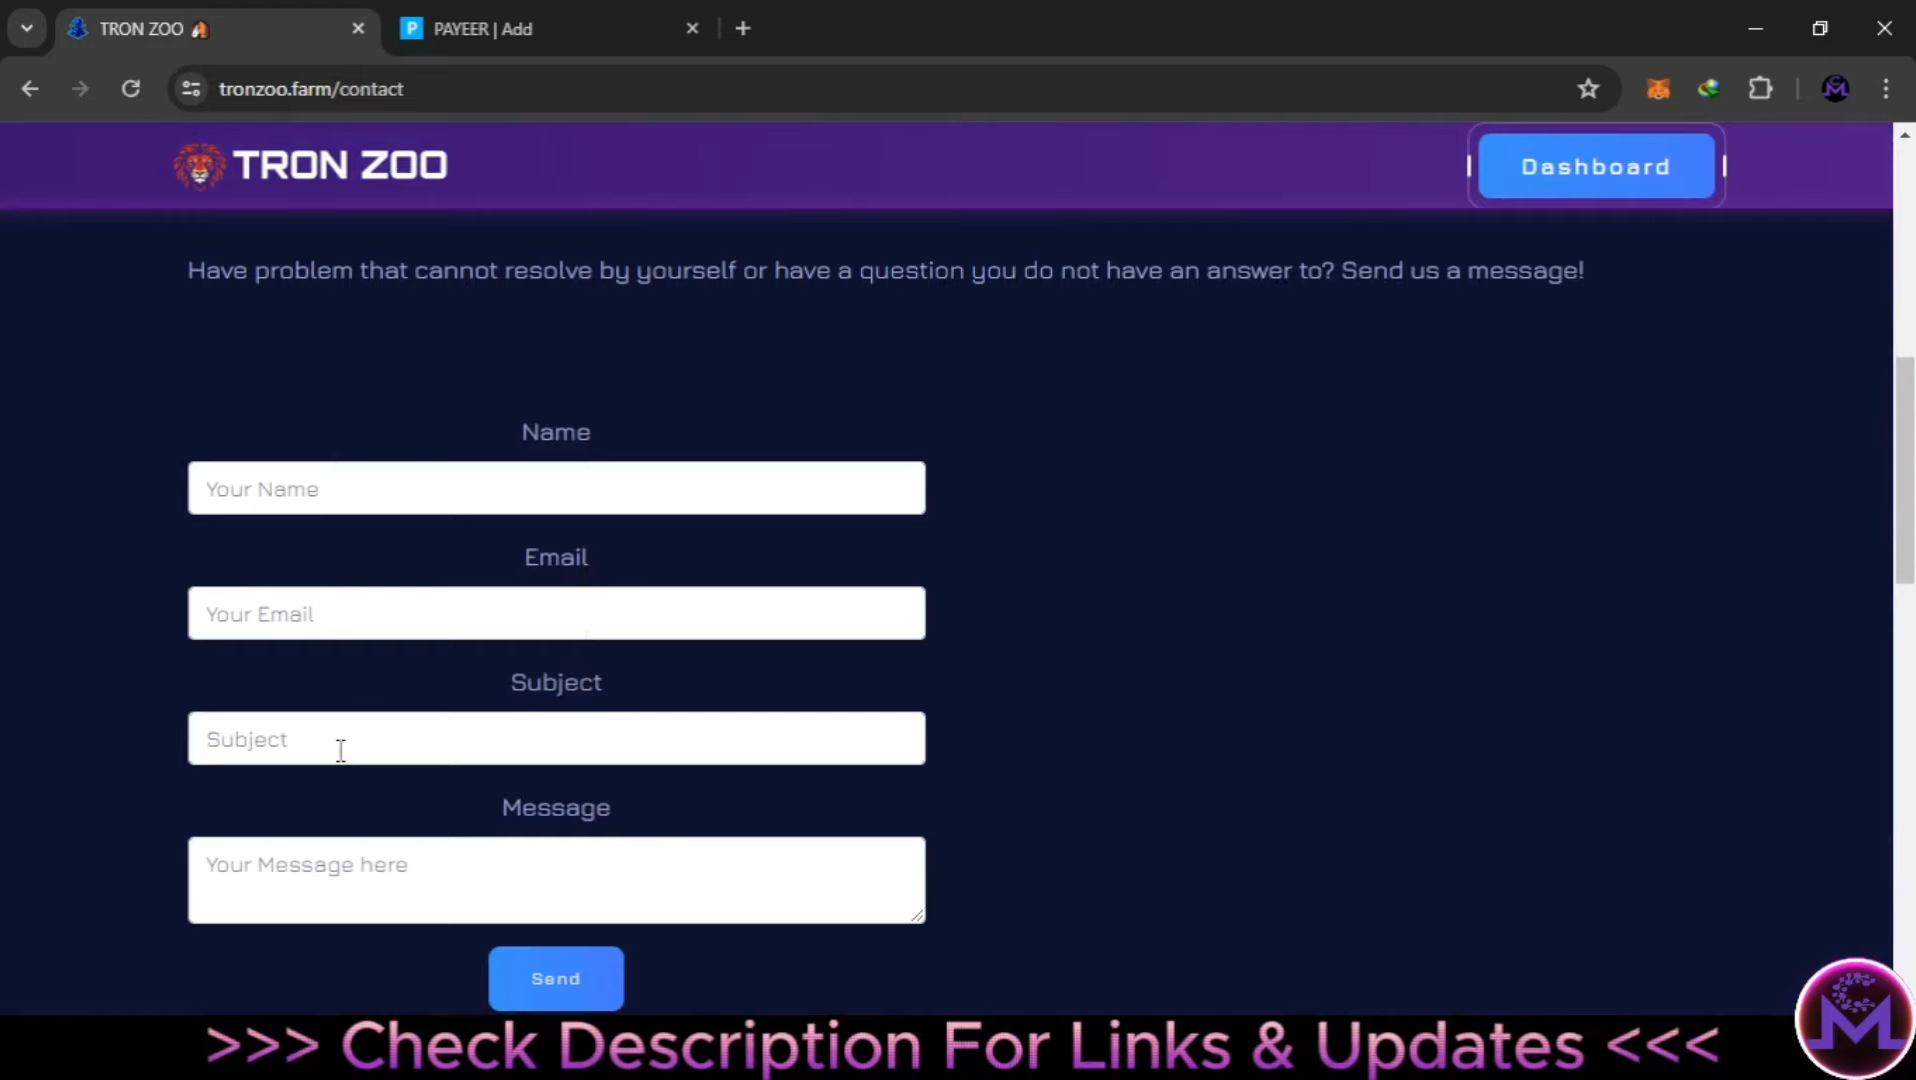 TRON ZOO
PAYEER | Add
tronzoo.farm/contact
TRON ZOO
Dashboard
Have problem that cannot resolve by yourself or have a question you do not have an answer to? Send us a message!
Name
Your Name
Email
Your Email
Subject
Subject
Message
Your Message here
Send
>>> Check Description For Links & Updates <<<